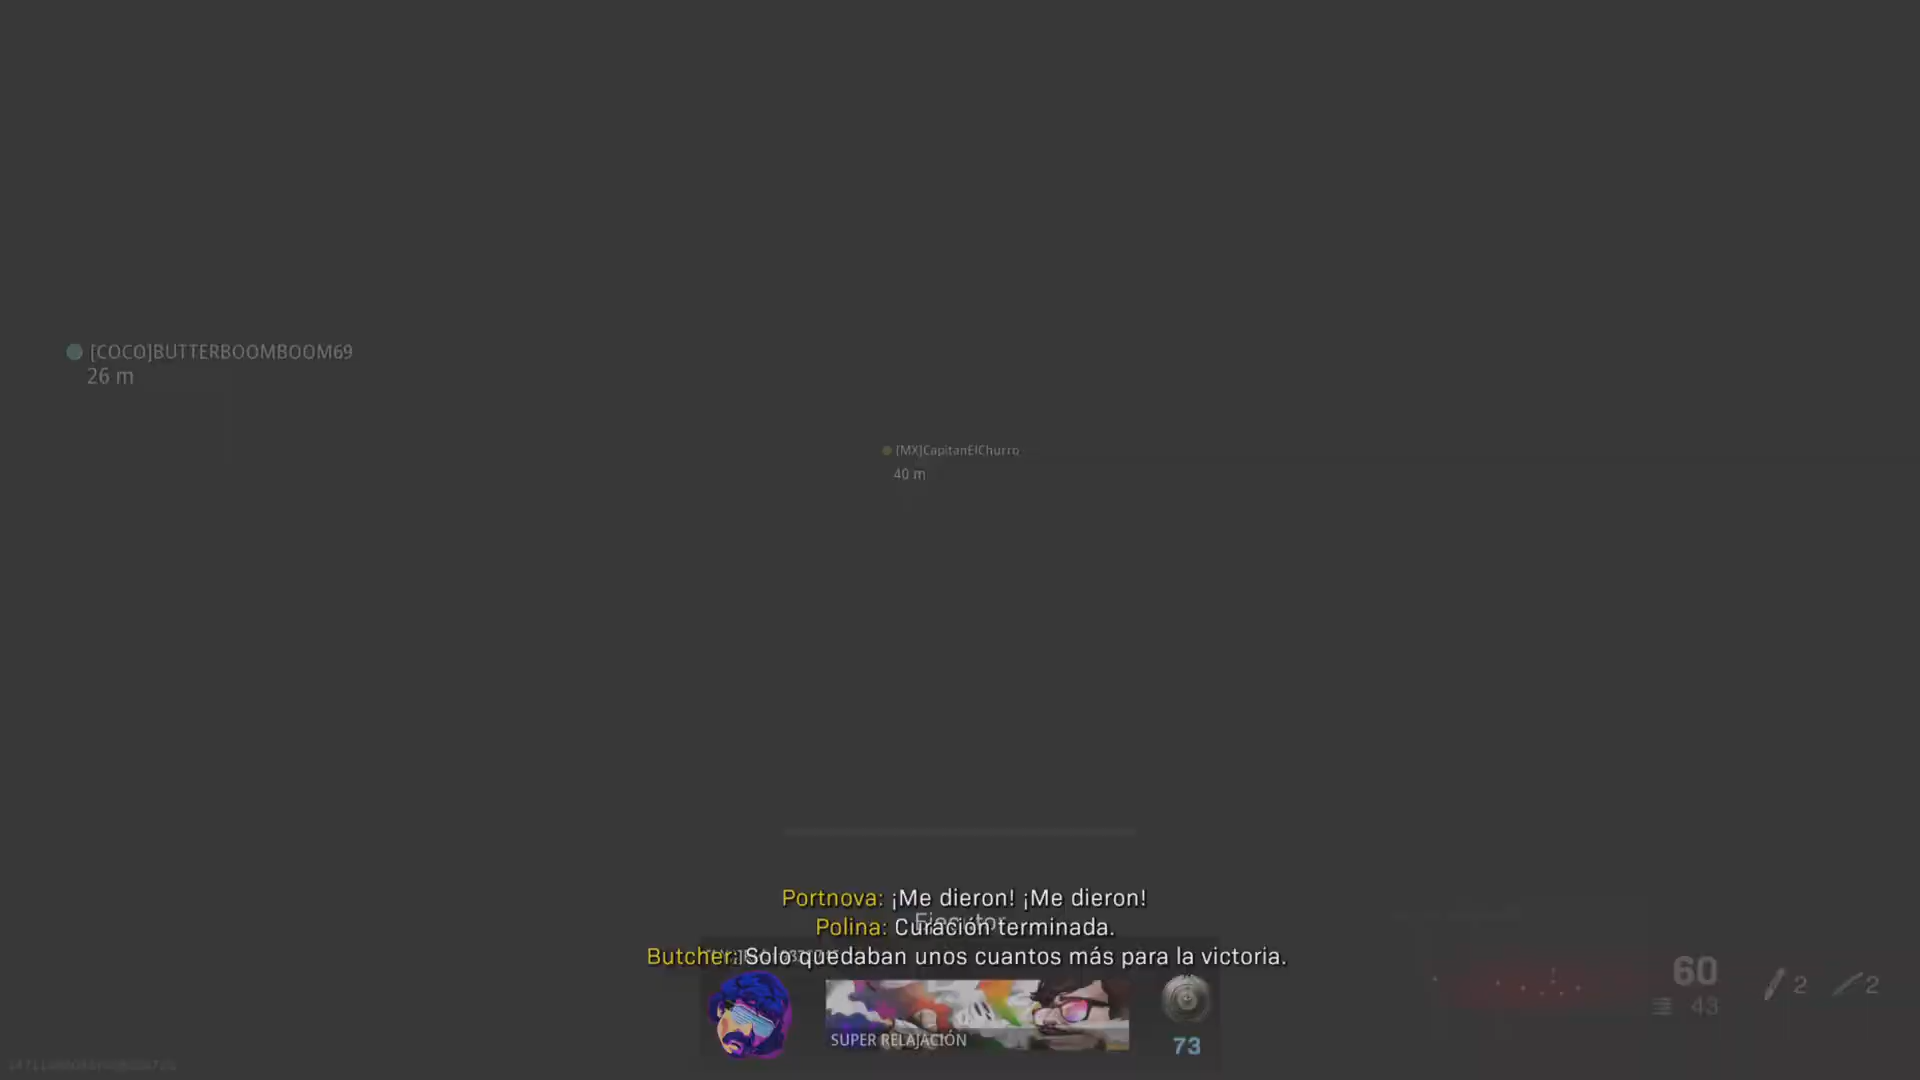 [COCO]BUTTERBOOMBOOM69
26 m
[MX]CapitanElChurro
40 m
Portnova: ¡Me dieron! ¡Me dieron!
Ejecutor
Polina: Curación terminada.
Butcher: Solo quedaban unos cuantos más para la victoria.
SUPER RELAJACIÓN
73
60
43
2
2